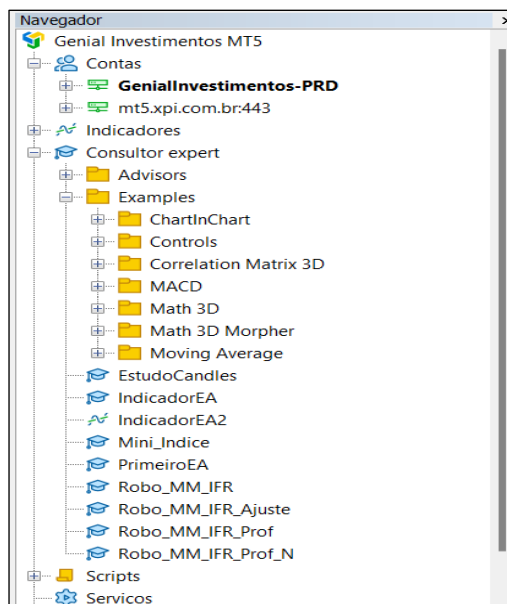 Navegador
Genial Investimentos MT5
Contas
GenialInvestimentos-PRD
mt5.xpi.com.br:443
Indicadores
Consultor expert
Advisors
Examples
ChartInChart
Controls
Correlation Matrix 3D
MACD
Math 3D
Math 3D Morpher
Moving Average
EstudoCandles
IndicadorEA
IndicadorEA2
Mini_Indice
PrimeiroEA
Robo_MM_IFR
Robo_MM_IFR_Ajuste
Robo_MM_IFR_Prof
Robo_MM_IFR_Prof_N
Scripts
Servicos